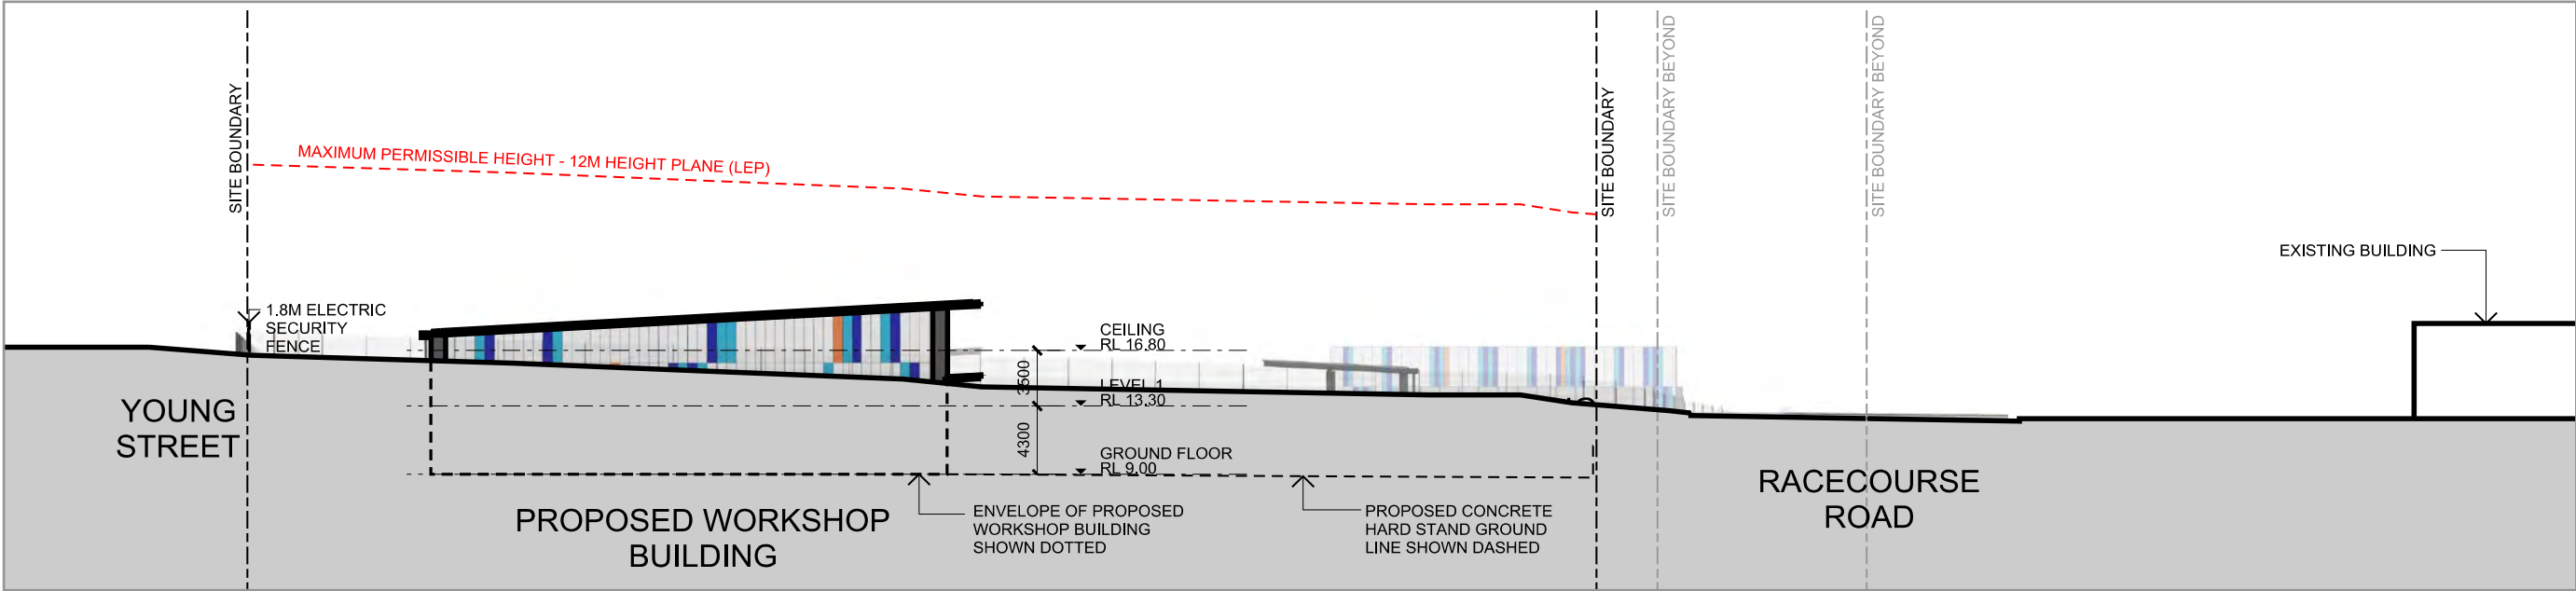 SITE BOUNDARY
MAXIMUM PERMISSIBLE HEIGHT - 12M HEIGHT PLANE (LEP)
SITE BOUNDARY
SITE BOUNDARY BEYOND
SITE BOUNDARY BEYOND
EXISTING BUILDING
1.8M ELECTRIC
SECURITY
FENCE
CEILING
RL 16.80
3500
LEVEL 1
RL 13.30
4300
GROUND FLOOR
RL 9.00
YOUNG
STREET
PROPOSED WORKSHOP
BUILDING
ENVELOPE OF PROPOSED
WORKSHOP BUILDING
SHOWN DOTTED
PROPOSED CONCRETE
HARD STAND GROUND
LINE SHOWN DASHED
RACECOURSE
ROAD